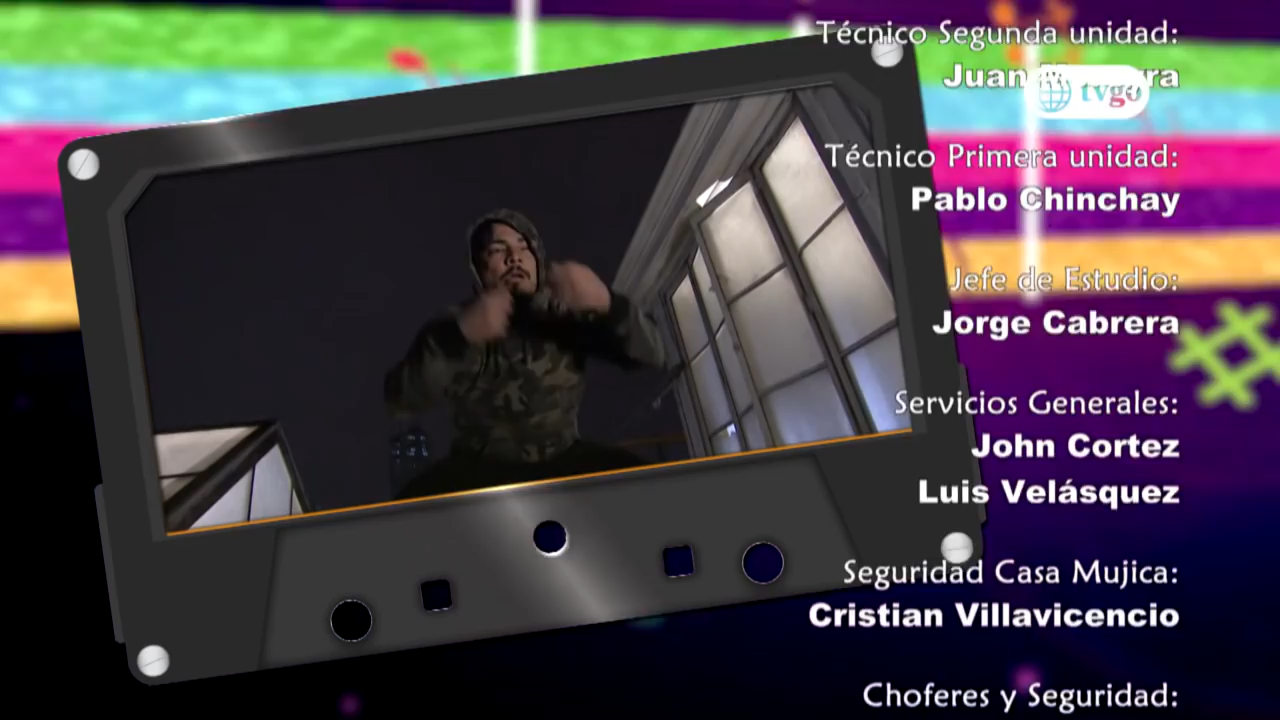 Técnico Segunda unidad:
Juan
tvgo
Técnico Primera unidad:
Pablo Chinchay
Jefe de Estudio:
Jorge Cabrera
Servicios Generales:
John Cortez
Luis Velásquez
Seguridad Casa Mujica:
Cristian Villavicencio
Choferes y Seguridad: